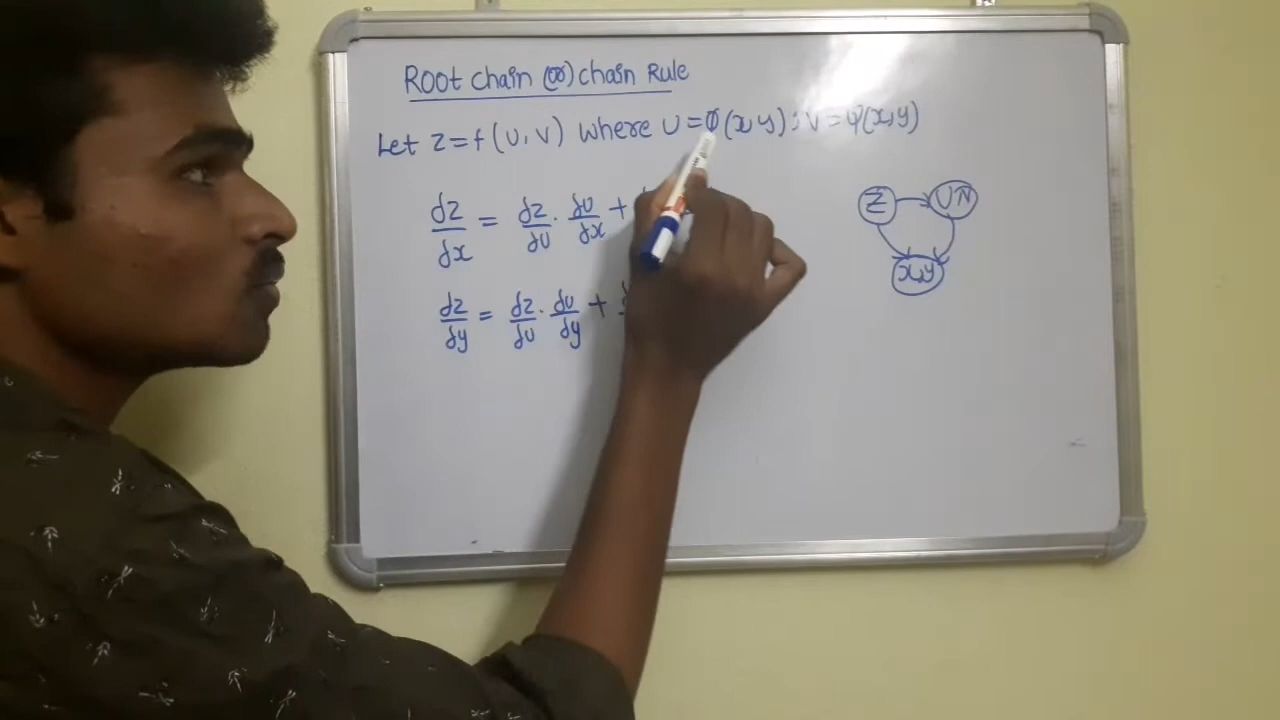 Root chain (or) chain Rule
Let Z = f(U, V) where U = φ(x, y) ; V = ψ(x, y)
∂Z/∂x = ∂Z/∂U · ∂U/∂x +
∂Z/∂y = ∂Z/∂U · ∂U/∂y +
Z U,V
x,y